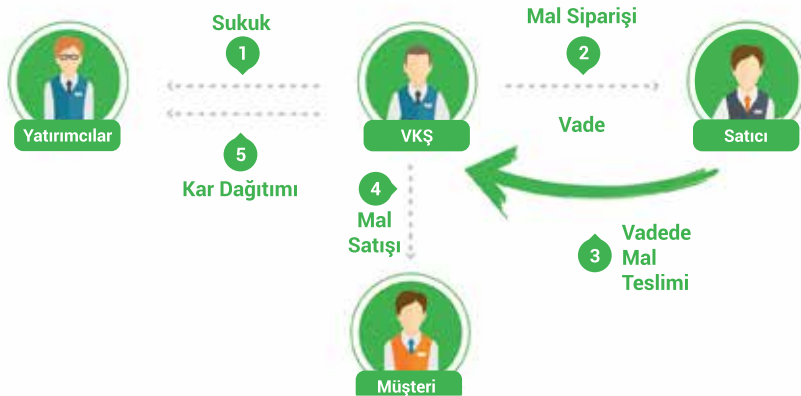 Sukuk
1
Mal Siparişi
2
Yatırımcılar
VKŞ
Satıcı
Vade
5
Kar Dağıtımı
4
Mal
Satışı
3
Vadede
Mal
Teslimi
Müşteri